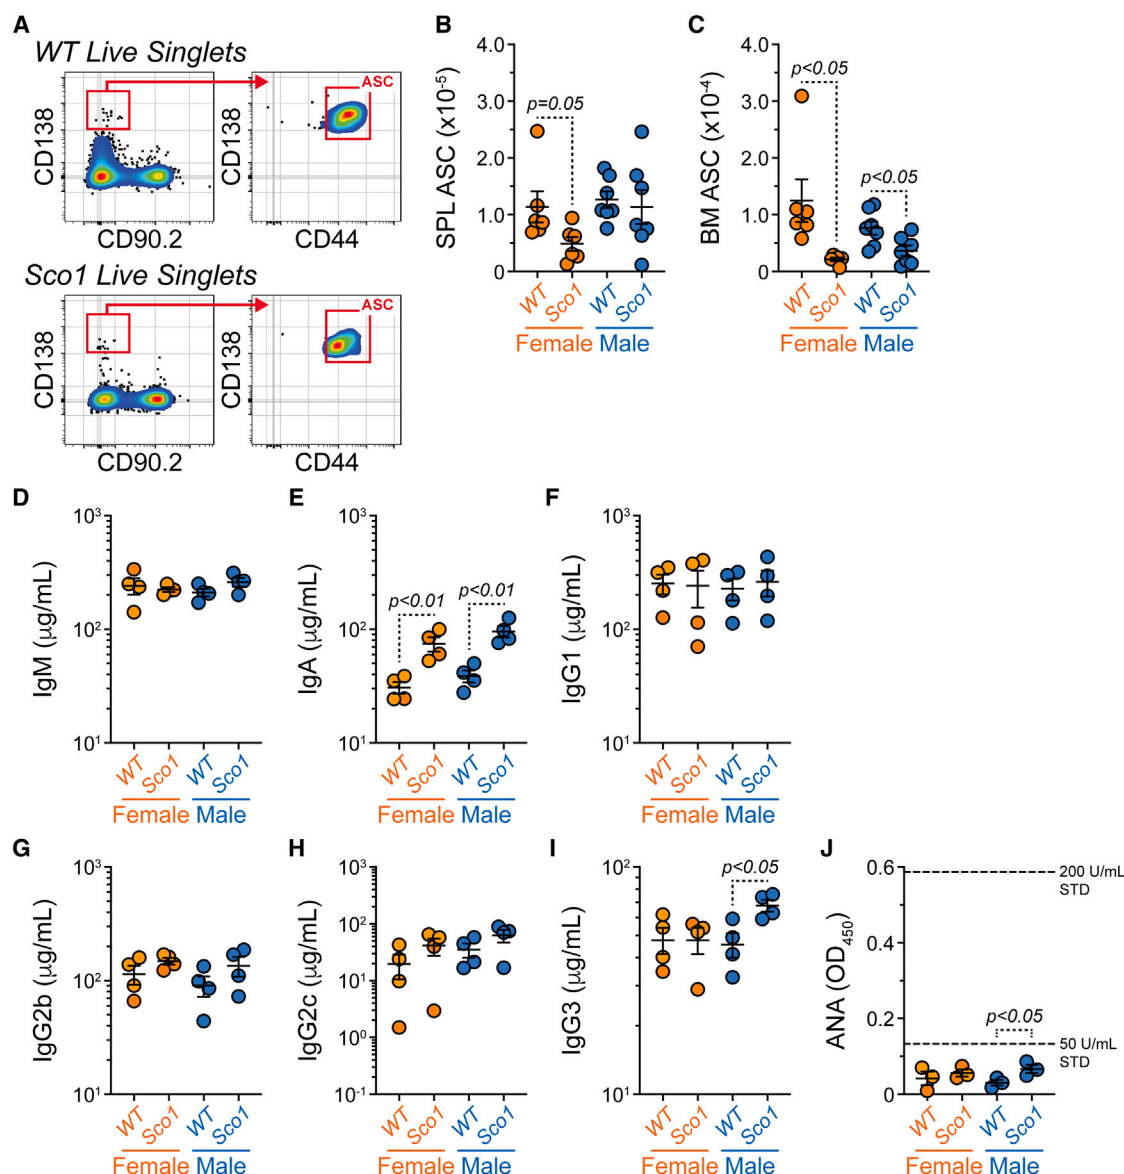 A
WT Live Singlets
ASC
CD138
CD138
CD90.2
CD44
Sco1 Live Singlets
ASC
CD138
CD138
CD90.2
CD44
B
4.0
3.0
2.0
1.0
0
SPL ASC (x10-5)
p=0.05
WT
Sco1
WT
Sco1
Female
Male
C
4.0
3.0
2.0
1.0
0
BM ASC (x10-4)
p<0.05
p<0.05
WT
Sco1
WT
Sco1
Female
Male
D
103
102
101
IgM (μg/mL)
WT
Sco1
WT
Sco1
Female
Male
E
103
102
101
IgA (μg/mL)
p<0.01
p<0.01
WT
Sco1
WT
Sco1
Female
Male
F
103
102
101
IgG1 (μg/mL)
WT
Sco1
WT
Sco1
Female
Male
G
103
102
101
IgG2b (μg/mL)
WT
Sco1
WT
Sco1
Female
Male
H
103
102
101
100
10-1
IgG2c (μg/mL)
WT
Sco1
WT
Sco1
Female
Male
I
102
101
IgG3 (μg/mL)
p<0.05
WT
Sco1
WT
Sco1
Female
Male
J
0.6
0.4
0.2
0
ANA (OD450)
200 U/mL
STD
p<0.05
50 U/mL
STD
WT
Sco1
WT
Sco1
Female
Male